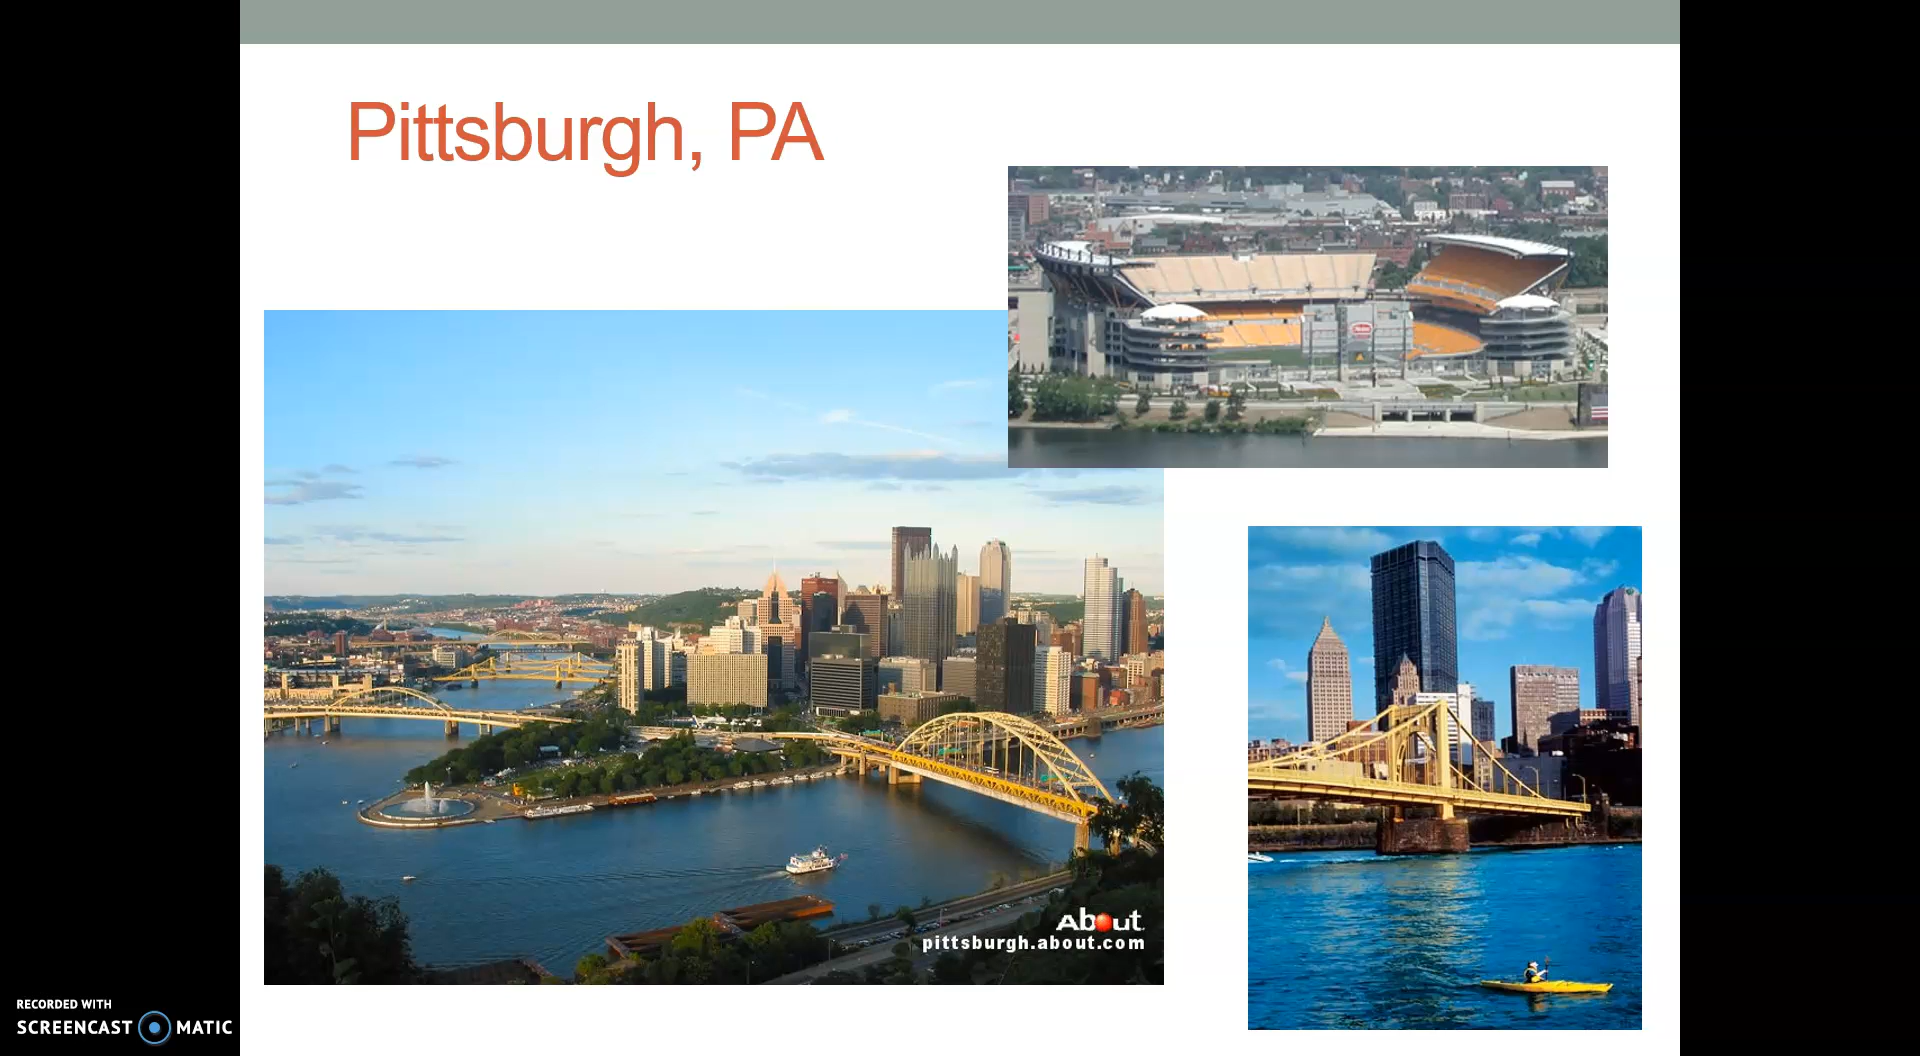 Pittsburgh, PA
About
pittsburgh.about.com
RECORDED WITH
SCREENCAST MATIC